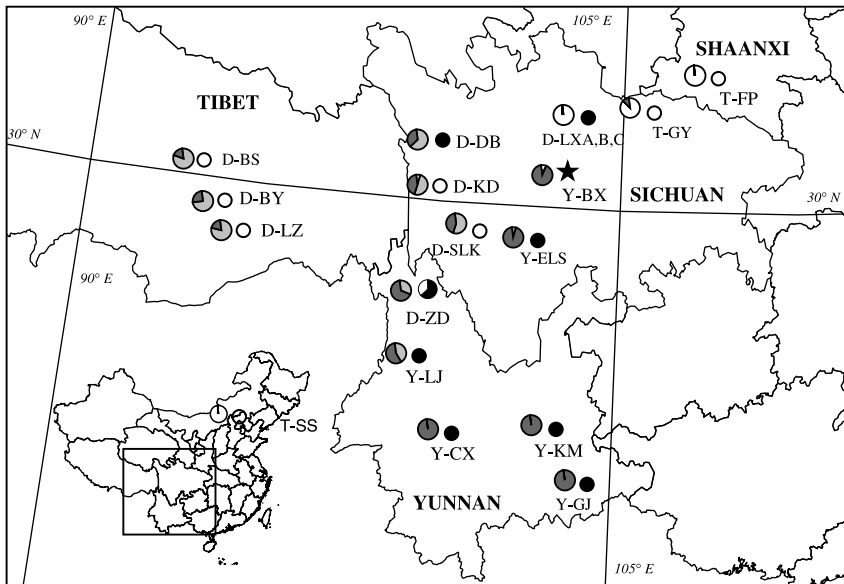 90° E
105° E
SHAANXI
T-FP
TIBET
T-GY
30° N
D-DB
D-LXA,B,C
D-BS
D-KD
Y-BX
SICHUAN
30° N
D-BY
D-LZ
D-SLK
Y-ELS
90° E
D-ZD
Y-LJ
T-SS
Y-CX
Y-KM
YUNNAN
Y-GJ
105° E